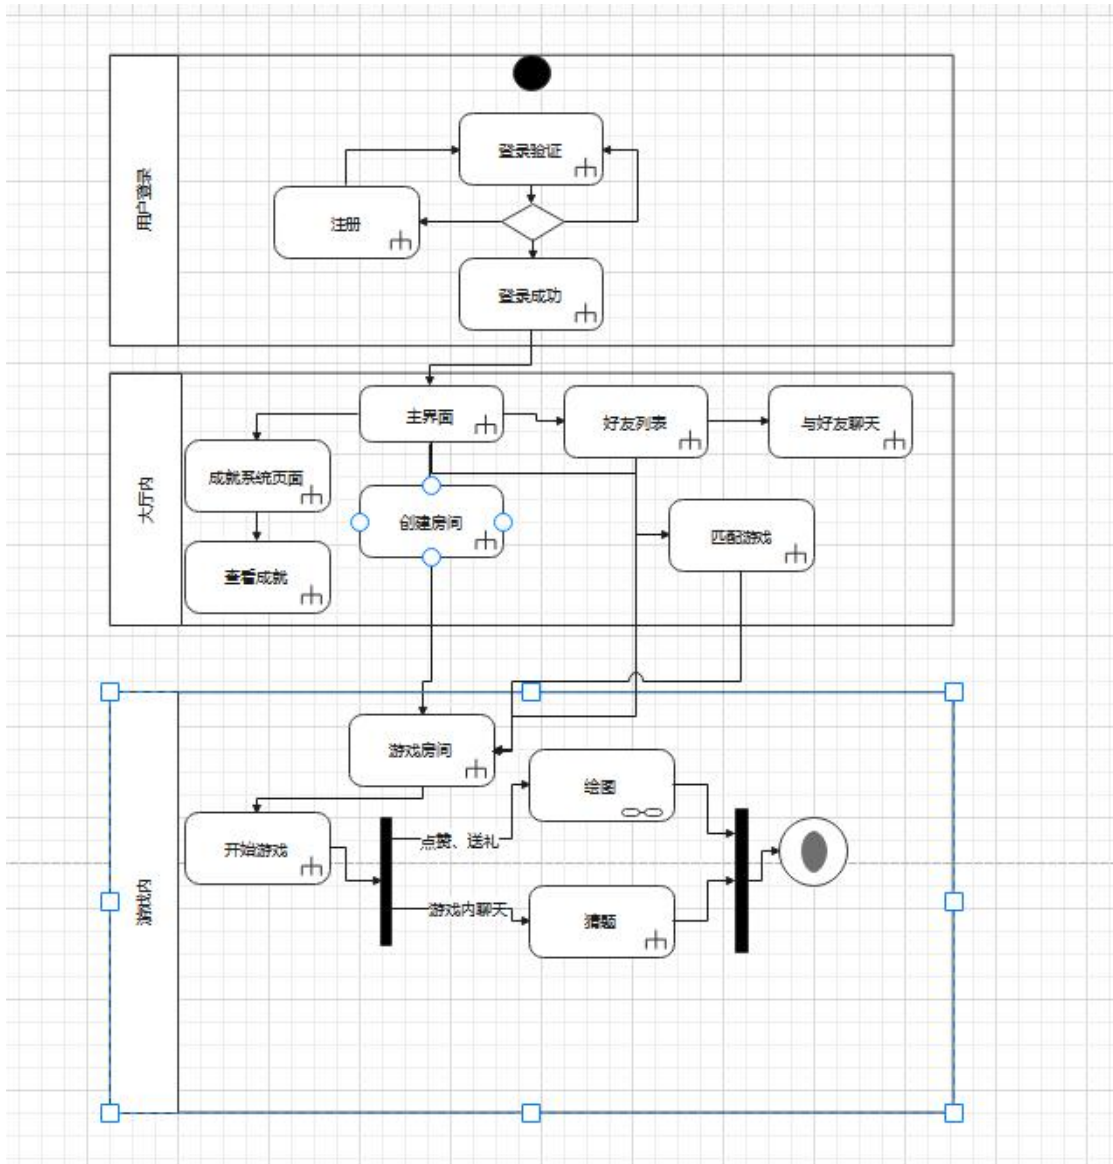 用户登录
登录验证
注册
登录成功
大厅内
主界面
好友列表
与好友聊天
成就系统页面
创建房间
匹配游戏
查看成就
游戏内
游戏房间
绘图
点赞、送礼
开始游戏
游戏内聊天
猜题